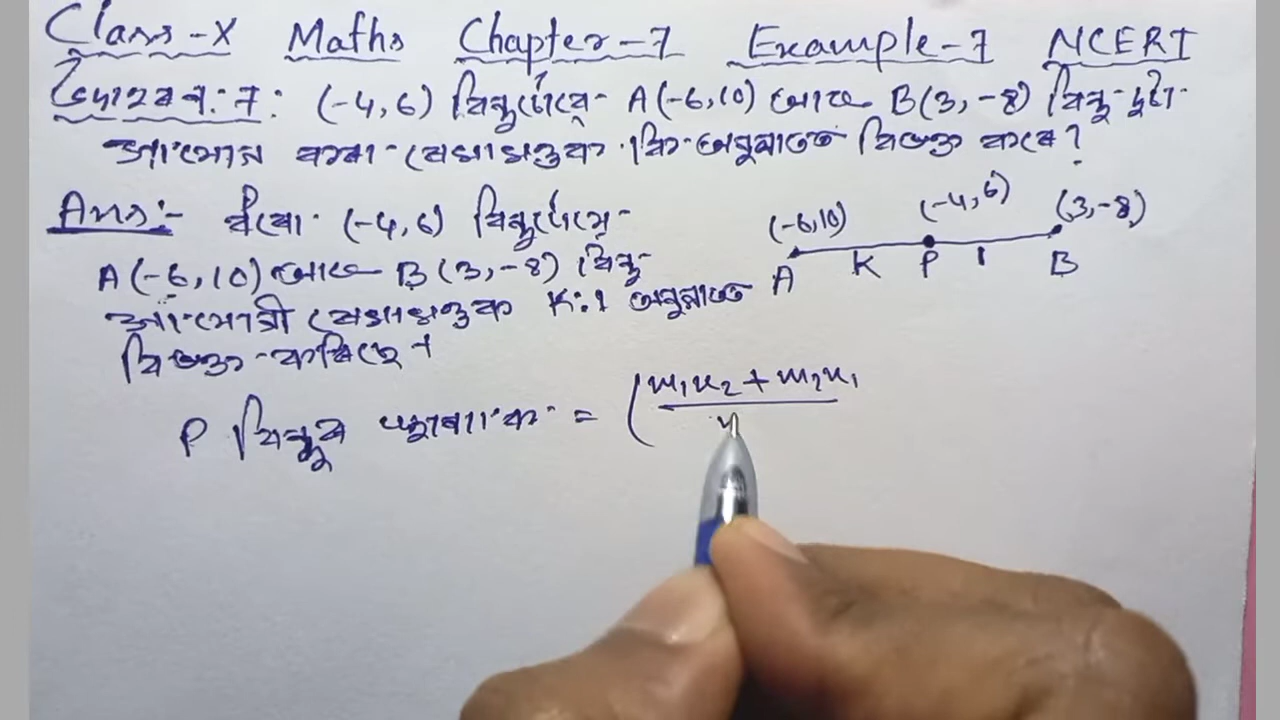 Class-X Maths Chapter-7 Example-7 NCERT
উদাহৰণ: 7: (-4,6) বিন্দুটোৱে A(-6,10) আৰু B(3,-8) বিন্দু দুটা
সংযোগ কৰা ৰেখাখণ্ডক কি অনুপাতত বিভক্ত কৰে?
Ans:- ধৰো (-4,6) বিন্দুটোৱে
A(-6,10) আৰু B(3,-8) বিন্দু
সংযোগী ৰেখাখণ্ডক K:1 অনুপাতত
বিভক্ত কৰিছে।
(-6,10) (-4,6) (3,-8)
A K P 1 B
P বিন্দুৰ স্থানাংক = (m₁x₂ + m₂x₁